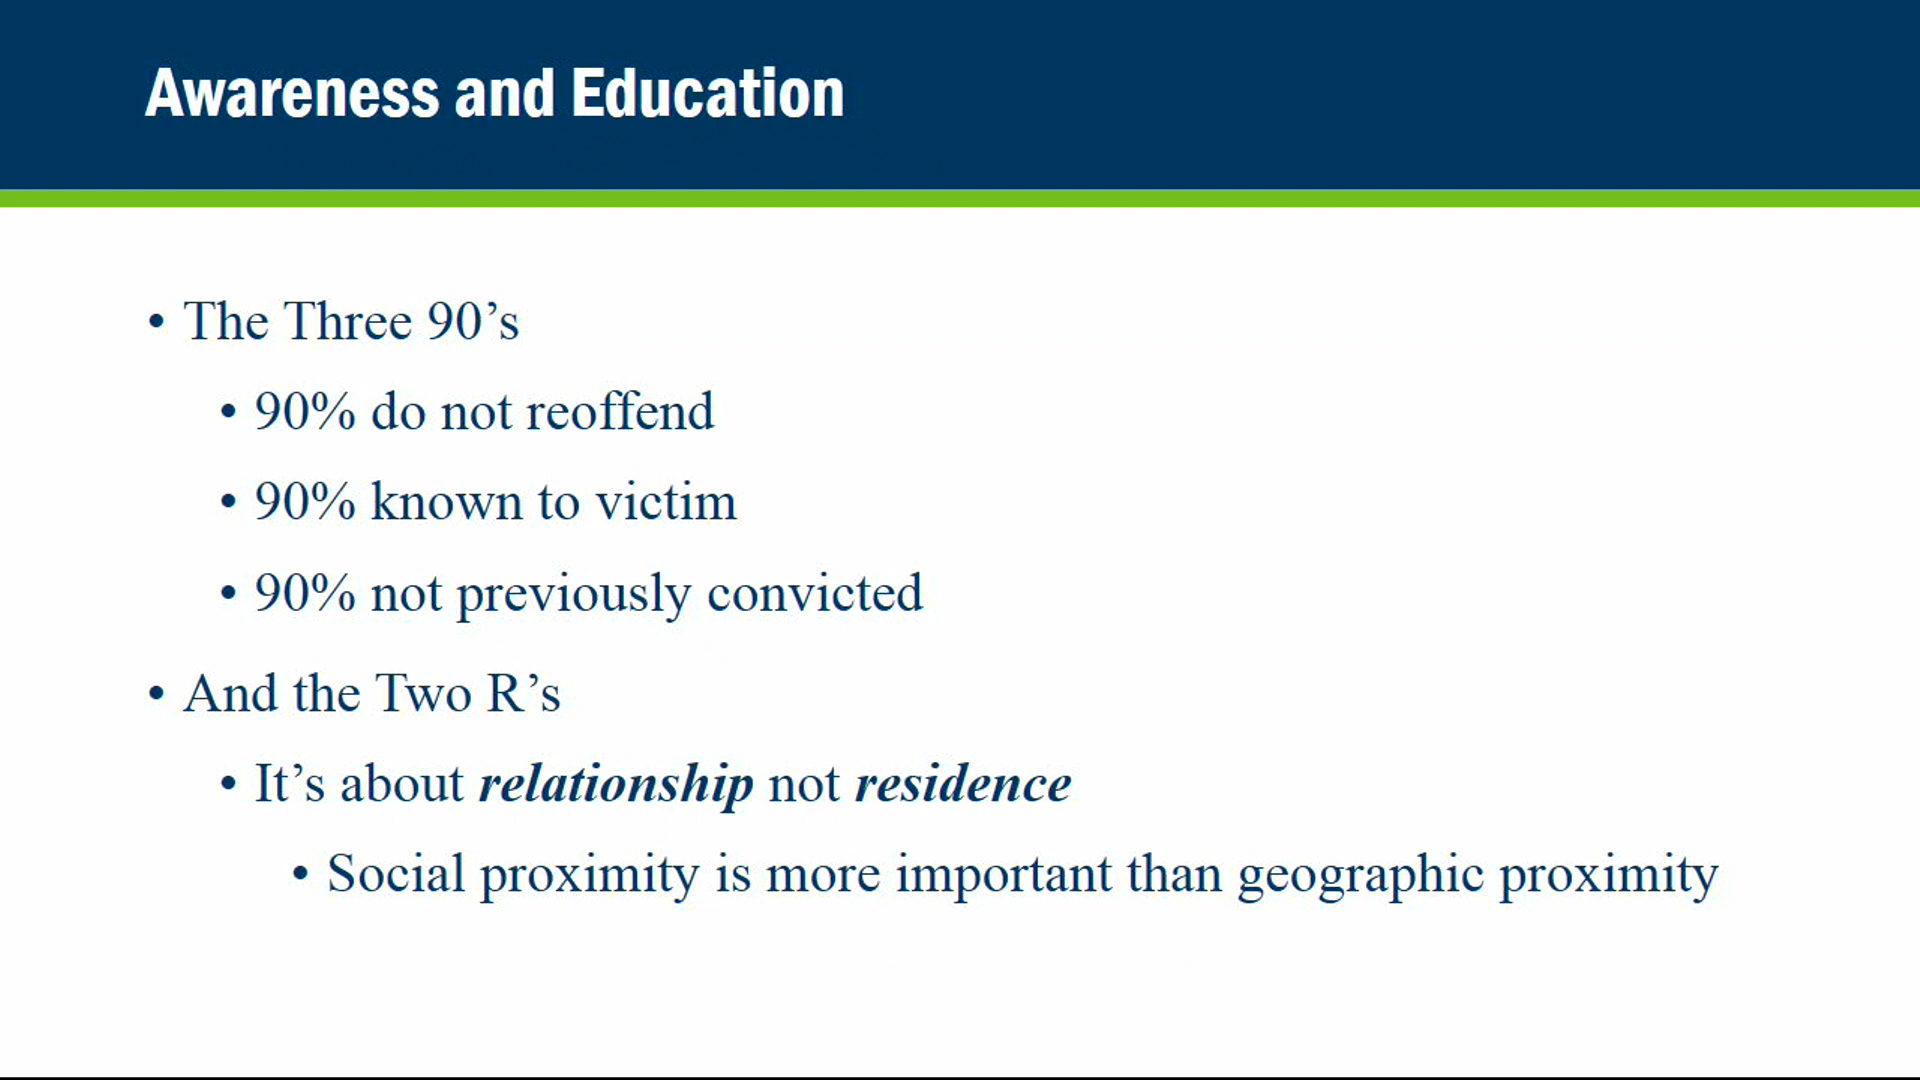 Awareness and Education
• The Three 90’s
• 90% do not reoffend
• 90% known to victim
• 90% not previously convicted
• And the Two R’s
• It’s about relationship not residence
• Social proximity is more important than geographic proximity